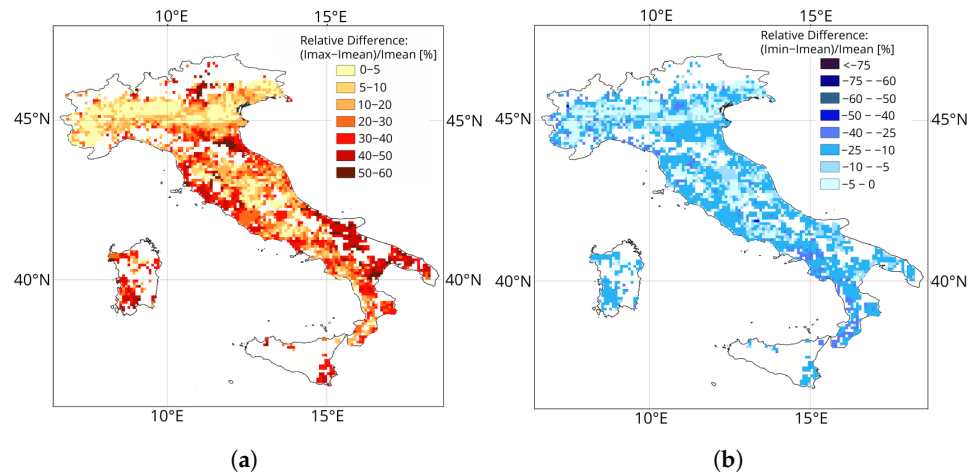 10°E 15°E
Relative Difference:
(Imax−Imean)/Imean [%]
0−5
5−10
10−20
20−30
30−40
40−50
50−60
45°N
40°N
10°E 15°E
(a)
10°E 15°E
Relative Difference:
(Imin−Imean)/Imean [%]
<−75
−75 − −60
−60 − −50
−50 − −40
−40 − −25
−25 − −10
−10 − −5
−5 − 0
45°N 45°N
40°N 40°N
10°E 15°E
(b)